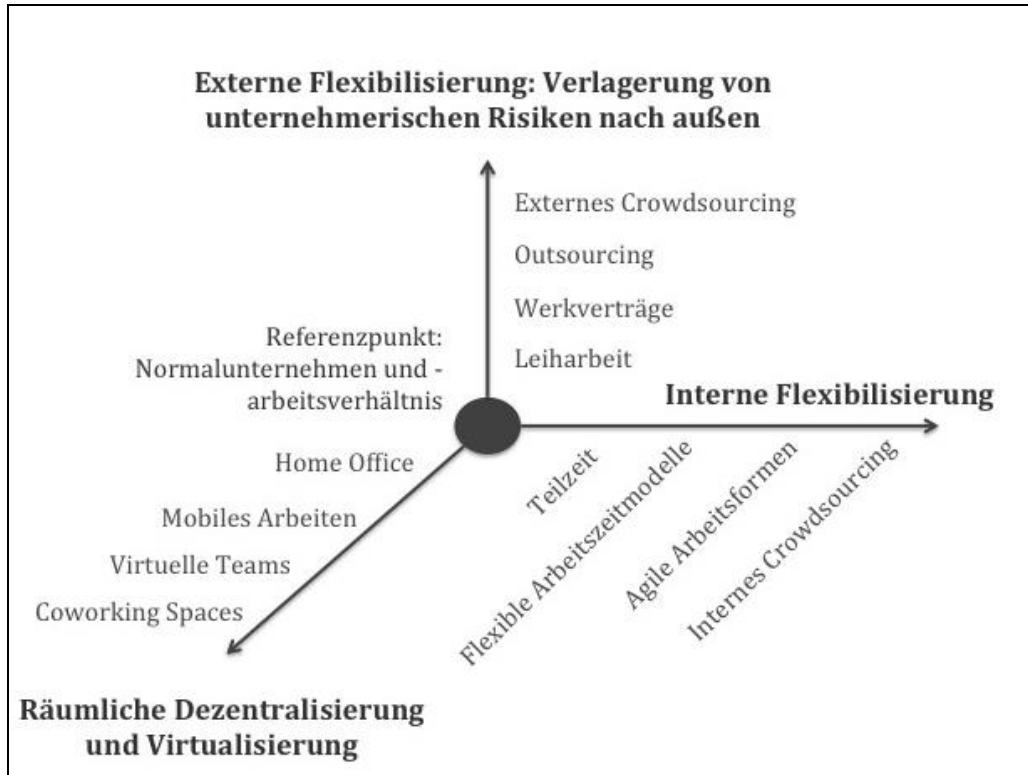 Externe Flexibilisierung: Verlagerung von
unternehmerischen Risiken nach außen
Externes Crowdsourcing
Outsourcing
Werkverträge
Leiharbeit
Referenzpunkt:
Normalunternehmen und -
arbeitsverhältnis
Interne Flexibilisierung
Teilzeit
Flexible Arbeitszeitmodelle
Agile Arbeitsformen
Internes Crowdsourcing
Home Office
Mobiles Arbeiten
Virtuelle Teams
Coworking Spaces
Räumliche Dezentralisierung
und Virtualisierung